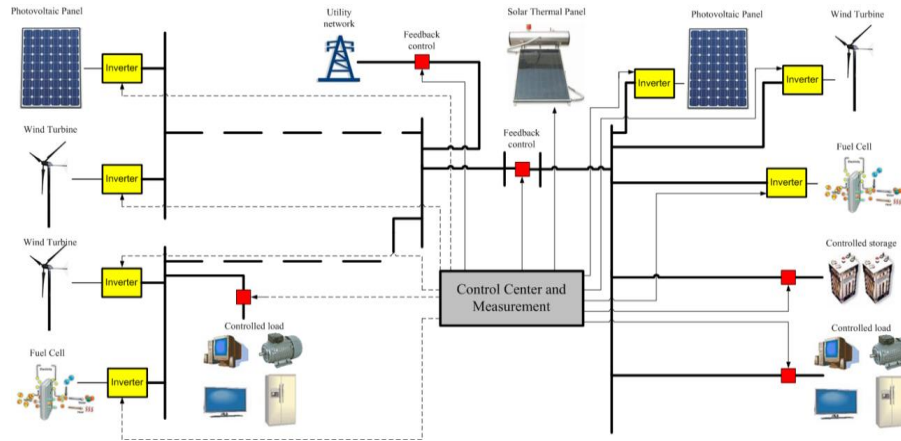 Photovoltaic Panel
Inverter
Utility
network
Feedback
control
Solar Thermal Panel
Inverter
Photovoltaic Panel
Inverter
Wind Turbine
Wind Turbine
Inverter
Feedback
control
Inverter
Fuel Cell
Wind Turbine
Inverter
Control Center and
Measurement
Controlled storage
Controlled load
Controlled load
Fuel Cell
Inverter